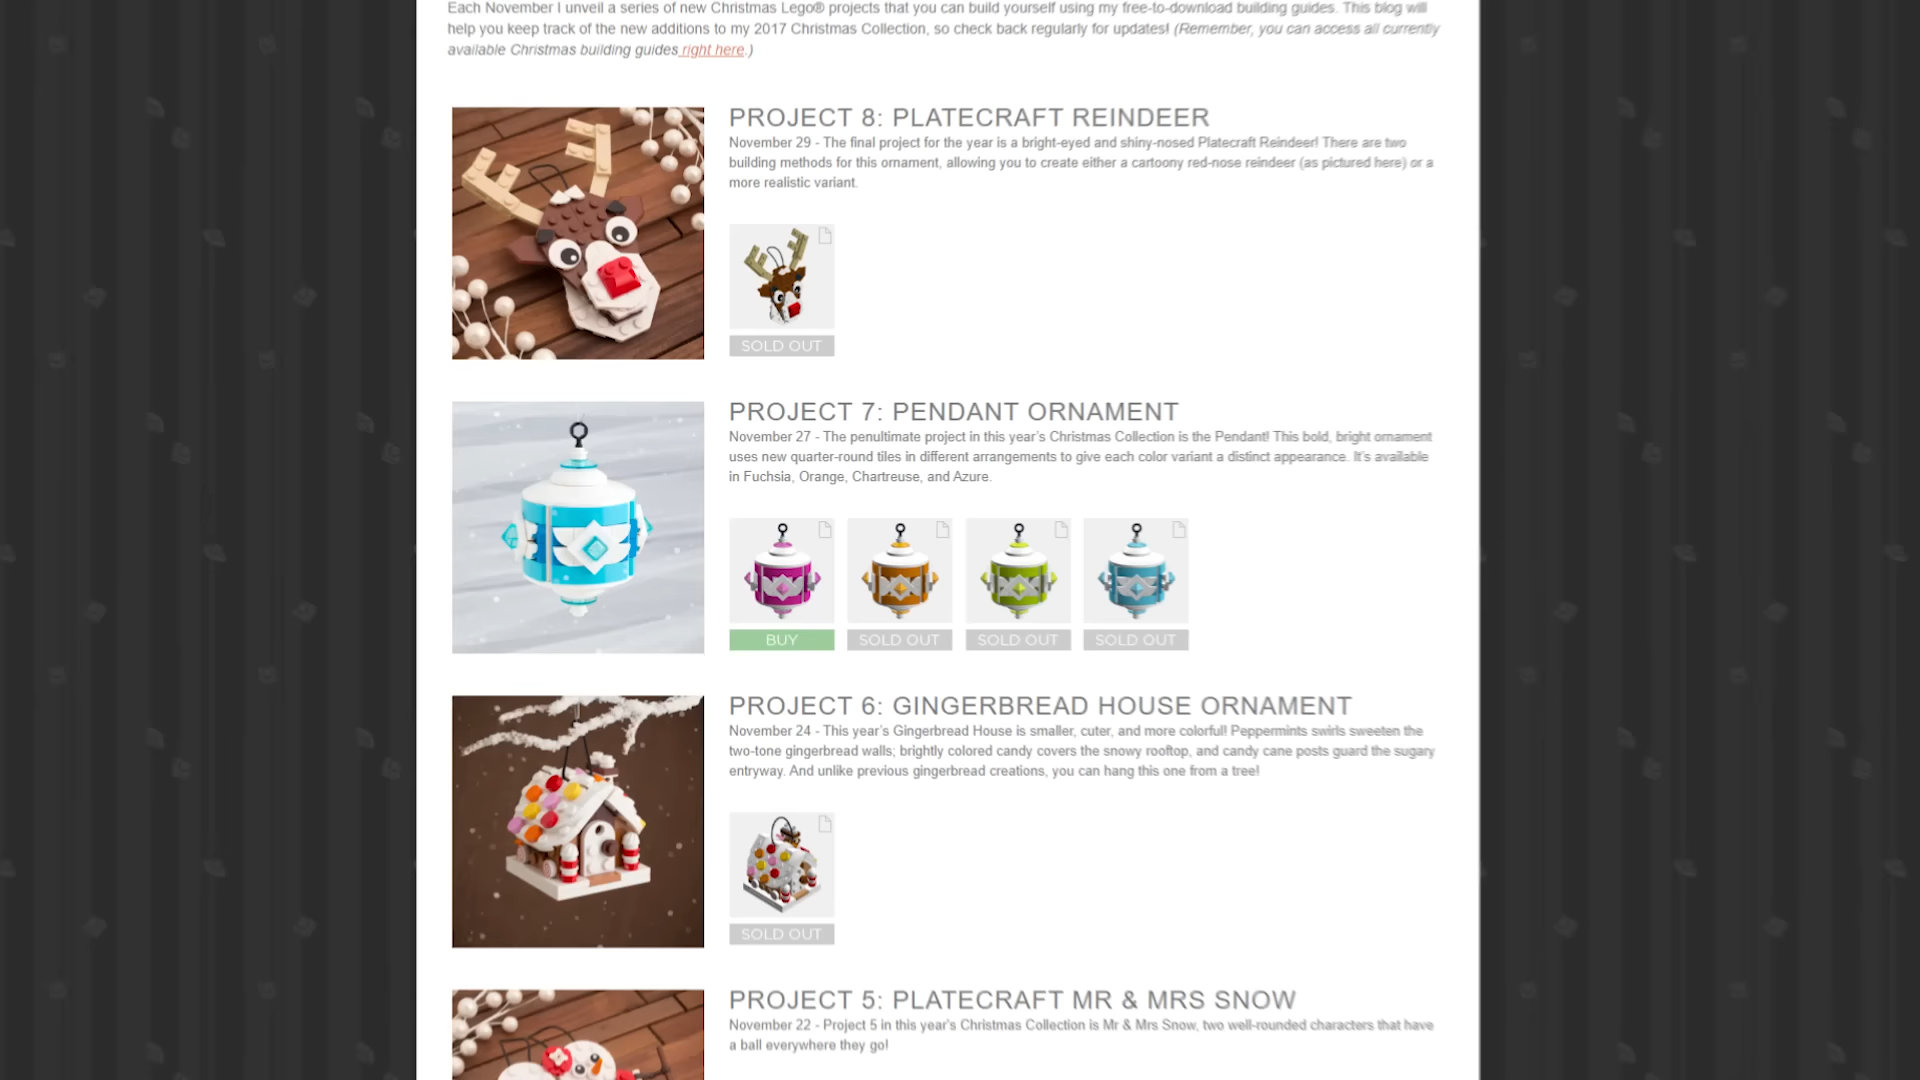 Each November I unveil a series of new Christmas Lego® projects that you can build yourself using my free-to-download building guides. This blog will
help you keep track of the new additions to my 2017 Christmas Collection, so check back regularly for updates! (Remember, you can access all currently
available Christmas building guides right here.)
PROJECT 8: PLATECRAFT REINDEER
November 29 - The final project for the year is a bright-eyed and shiny-nosed Platecraft Reindeer! There are two
building methods for this ornament, allowing you to create either a cartoony red-nose reindeer (as pictured here) or a
more realistic variant.
SOLD OUT
PROJECT 7: PENDANT ORNAMENT
November 27 - The penultimate project in this year's Christmas Collection is the Pendant! This bold, bright ornament
uses new quarter-round tiles in different arrangements to give each color variant a distinct appearance. It's available
in Fuchsia, Orange, Chartreuse, and Azure.
BUY SOLD OUT SOLD OUT SOLD OUT
PROJECT 6: GINGERBREAD HOUSE ORNAMENT
November 24 - This year's Gingerbread House is smaller, cuter, and more colorful! Peppermints swirls sweeten the
two-tone gingerbread walls; brightly colored candy covers the snowy rooftop, and candy cane posts guard the sugary
entryway. And unlike previous gingerbread creations, you can hang this one from a tree!
SOLD OUT
PROJECT 5: PLATECRAFT MR & MRS SNOW
November 22 - Project 5 in this year's Christmas Collection is Mr & Mrs Snow, two well-rounded characters that have
a ball everywhere they go!